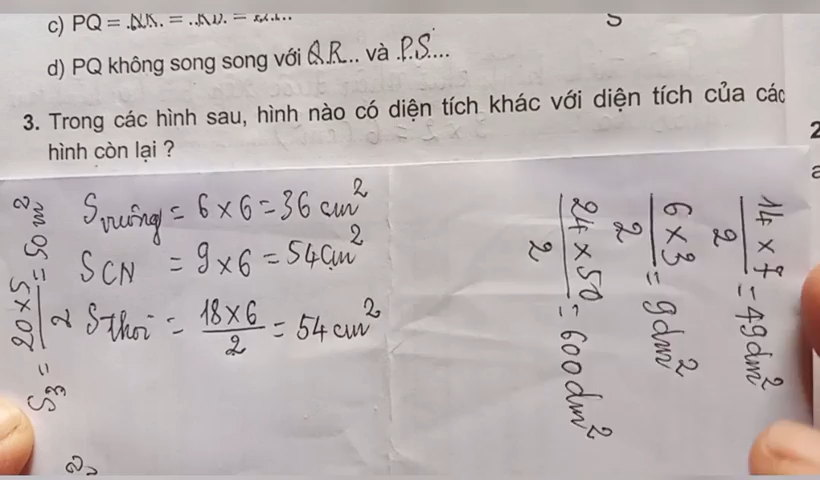 c) PQ = =
d) PQ không song song với Q.R... và .P.S....
3. Trong các hình sau, hình nào có diện tích khác với diện tích của các
hình còn lại ?
S vuông = 6 × 6 = 36 cm²
S CN = 9 × 6 = 54 cm²
S thoi = 18 × 6 / 2 = 54 cm²
S₃ = 20 × 5 / 2 = 50 m²
14 × 7 / 2 = 49 dm²
6 × 3 / 2 = 9 dm²
24 × 50 / 2 = 600 dm²
2